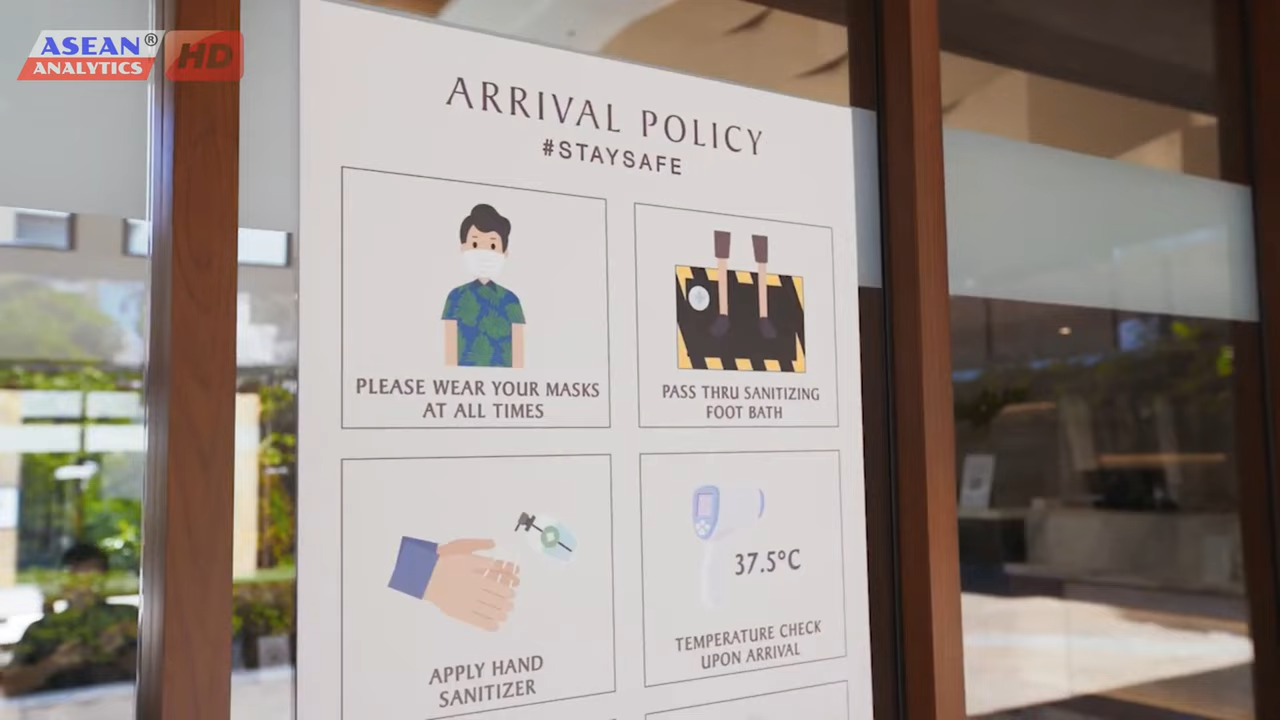 ASEAN®
ANALYTICS
HD
ARRIVAL POLICY
#STAYSAFE
PLEASE WEAR YOUR MASKS
AT ALL TIMES
PASS THRU SANITIZING
FOOT BATH
APPLY HAND
SANITIZER
37.5°C
TEMPERATURE CHECK
UPON ARRIVAL